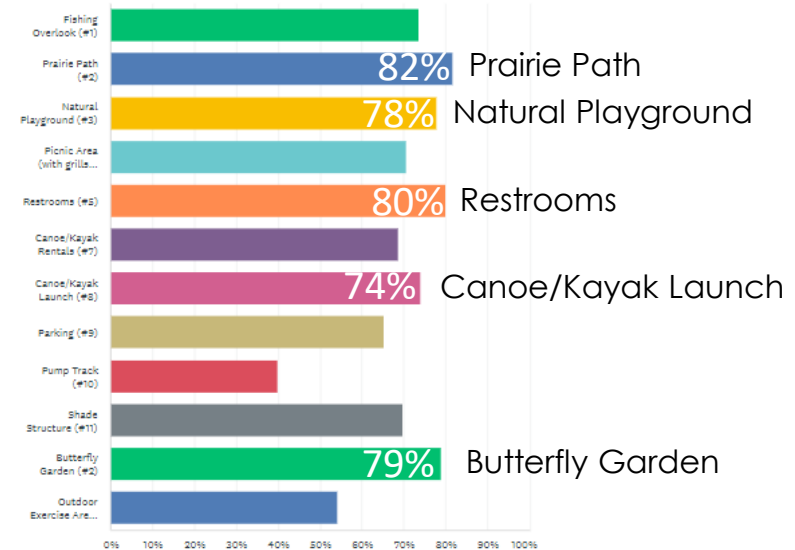 Fishing
Overlook (#1)
Prairie Path
(#2)
82% Prairie Path
Natural
Playground (#3)
78% Natural Playground
Picnic Area
(with grills...
Restrooms (#5)
80% Restrooms
Canoe/Kayak
Rentals (#7)
Canoe/Kayak
Launch (#8)
74% Canoe/Kayak Launch
Parking (#9)
Pump Track
(#10)
Shade
Structure (#11)
Butterfly
Garden (#2)
79% Butterfly Garden
Outdoor
Exercise Are...
0% 10% 20% 30% 40% 50% 60% 70% 80% 90% 100%